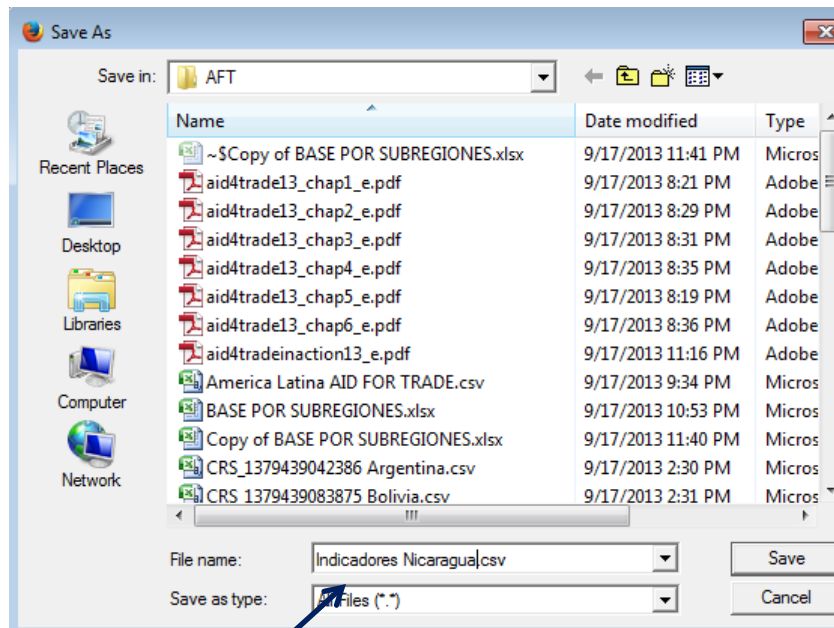 Save As
Save in: AFT
Name Date modified Type
Recent Places
Desktop
Libraries
Computer
Network
~$Copy of BASE POR SUBREGIONES.xlsx 9/17/2013 11:41 PM Micros
aid4trade13_chap1_e.pdf 9/17/2013 8:21 PM Adobe
aid4trade13_chap2_e.pdf 9/17/2013 8:29 PM Adobe
aid4trade13_chap3_e.pdf 9/17/2013 8:31 PM Adobe
aid4trade13_chap4_e.pdf 9/17/2013 8:35 PM Adobe
aid4trade13_chap5_e.pdf 9/17/2013 8:19 PM Adobe
aid4trade13_chap6_e.pdf 9/17/2013 8:36 PM Adobe
aid4tradeinaction13_e.pdf 9/17/2013 11:16 PM Adobe
America Latina AID FOR TRADE.csv 9/17/2013 9:34 PM Micros
BASE POR SUBREGIONES.xlsx 9/17/2013 10:53 PM Micros
Copy of BASE POR SUBREGIONES.xlsx 9/17/2013 11:40 PM Micros
CRS_1379439042386 Argentina.csv 9/17/2013 2:30 PM Micros
CRS_1379439083875 Bolivia.csv 9/17/2013 2:31 PM Micros
File name: Indicadores Nicaragua.csv Save
Save as type: All Files (*.*) Cancel